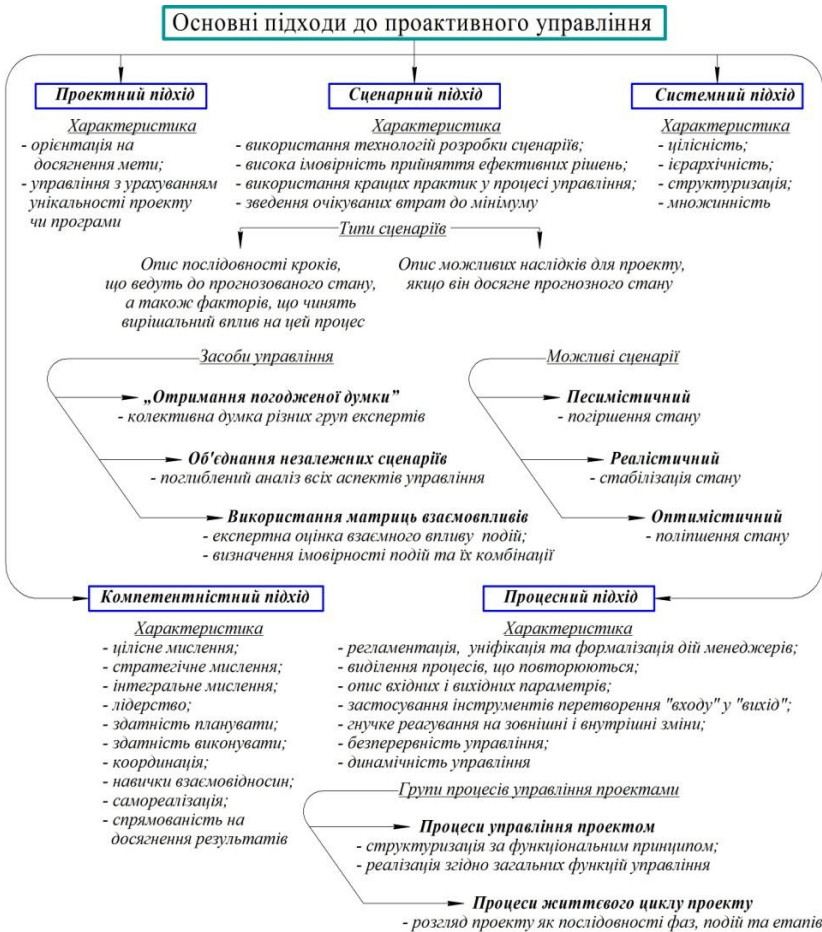 Основні підходи до проактивного управління
Проектний підхід
Характеристика
- орієнтація на
досягнення мети;
- управління з урахуванням
унікальності проекту
чи програми
Сценарний підхід
Характеристика
- використання технологій розробки сценаріїв;
- висока імовірність прийняття ефективних рішень;
- використання кращих практик у процесі управління;
- зведення очікуваних втрат до мінімуму
Системний підхід
Характеристика
- цілісність;
- ієрархічність;
- структуризація;
- множинність
Типи сценаріїв
Опис послідовності кроків,
що ведуть до прогнозованого стану,
а також факторів, що чинять
вирішальний вплив на цей процес
Опис можливих наслідків для проекту,
якщо він досягне прогнозного стану
Засоби управління
„Отримання погодженої думки”
- колективна думка різних груп експертів
Об'єднання незалежних сценаріїв
- поглиблений аналіз всіх аспектів управління
Використання матриць взаємовпливів
- експертна оцінка взаємного впливу подій;
- визначення імовірності подій та їх комбінації
Можливі сценарії
Песимістичний
- погіршення стану
Реалістичний
- стабілізація стану
Оптимістичний
- поліпшення стану
Компетентністний підхід
Характеристика
- цілісне мислення;
- стратегічне мислення;
- інтегральне мислення;
- лідерство;
- здатність планувати;
- здатність виконувати;
- координація;
- навички взаємовідносин;
- самореалізація;
- спрямованість на
досягнення результатів
Процесний підхід
Характеристика
- регламентація, уніфікація та формалізація дій менеджерів;
- виділення процесів, що повторюються;
- опис вхідних і вихідних параметрів;
- застосування інструментів перетворення "входу" у "вихід";
- гнучке реагування на зовнішні і внутрішні зміни;
- безперервність управління;
- динамічність управління
Групи процесів управління проектами
Процеси управління проектом
- структуризація за функціональним принципом;
- реалізація згідно загальних функцій управління
Процеси життєвого циклу проекту
- розгляд проекту як послідовності фаз, подій та етапів